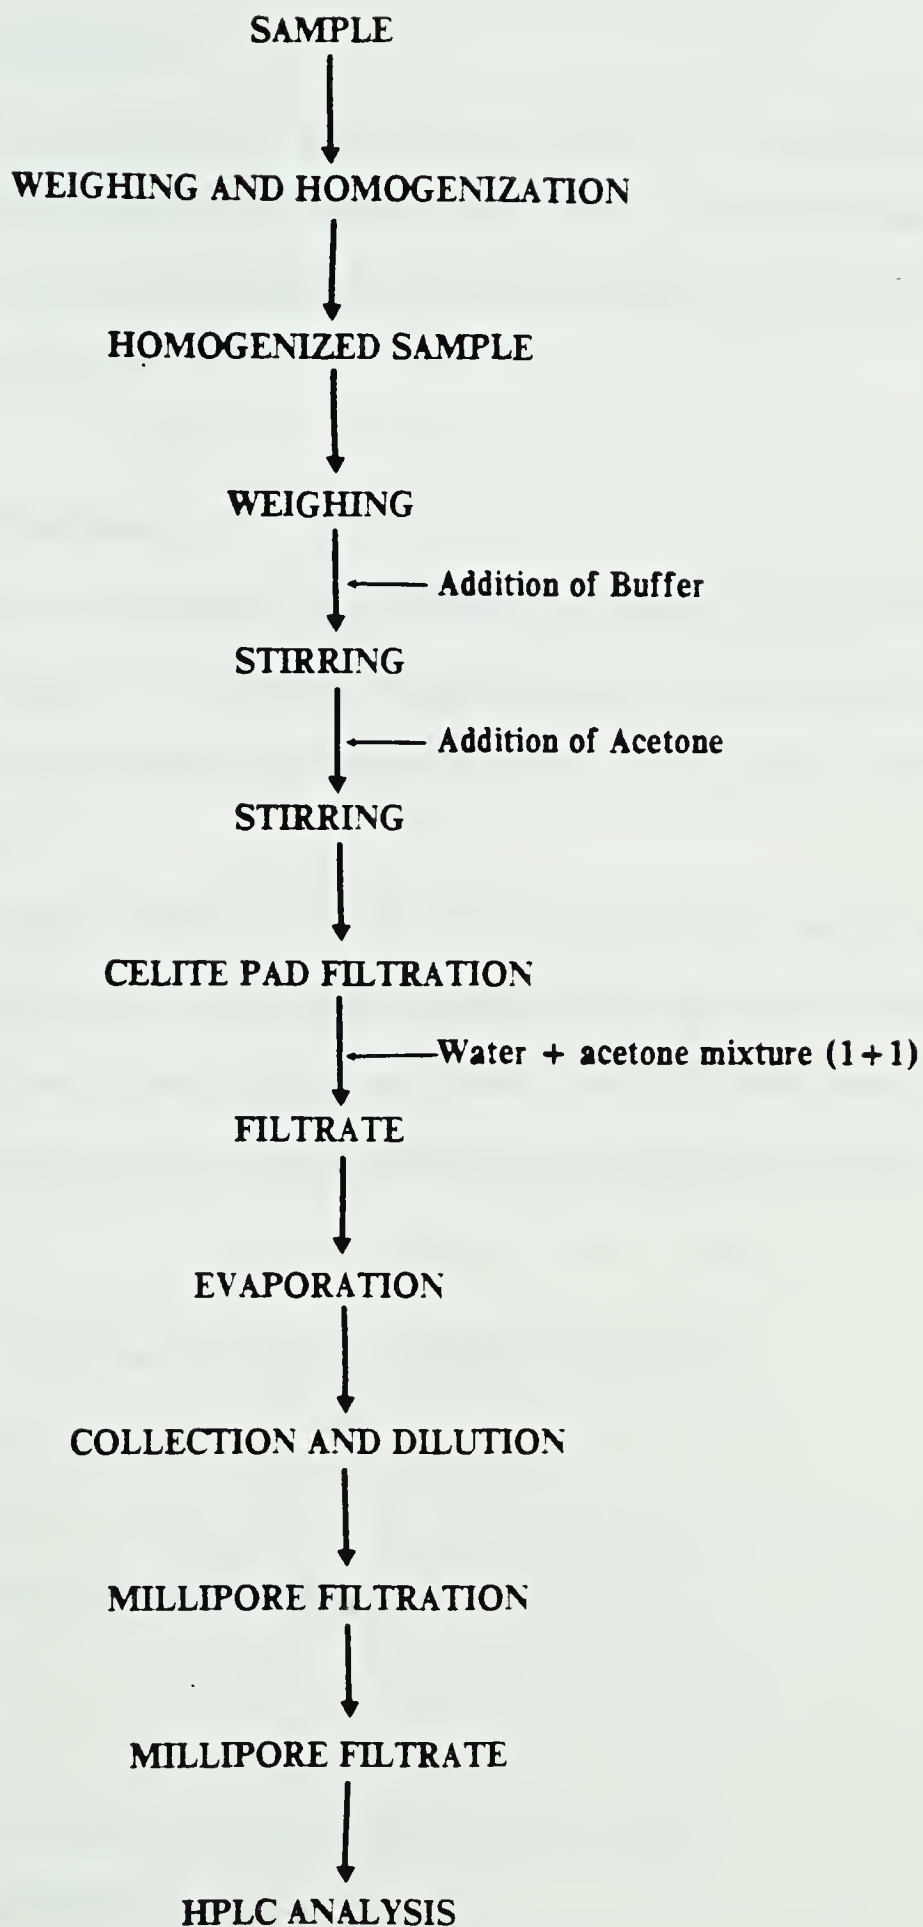 SAMPLE
WEIGHING AND HOMOGENIZATION
HOMOGENIZED SAMPLE
WEIGHING
Addition of Buffer
STIRRING
Addition of Acetone
STIRRING
CELITE PAD FILTRATION
Water + acetone mixture (1+1)
FILTRATE
EVAPORATION
COLLECTION AND DILUTION
MILLIPORE FILTRATION
MILLIPORE FILTRATE
HPLC ANALYSIS